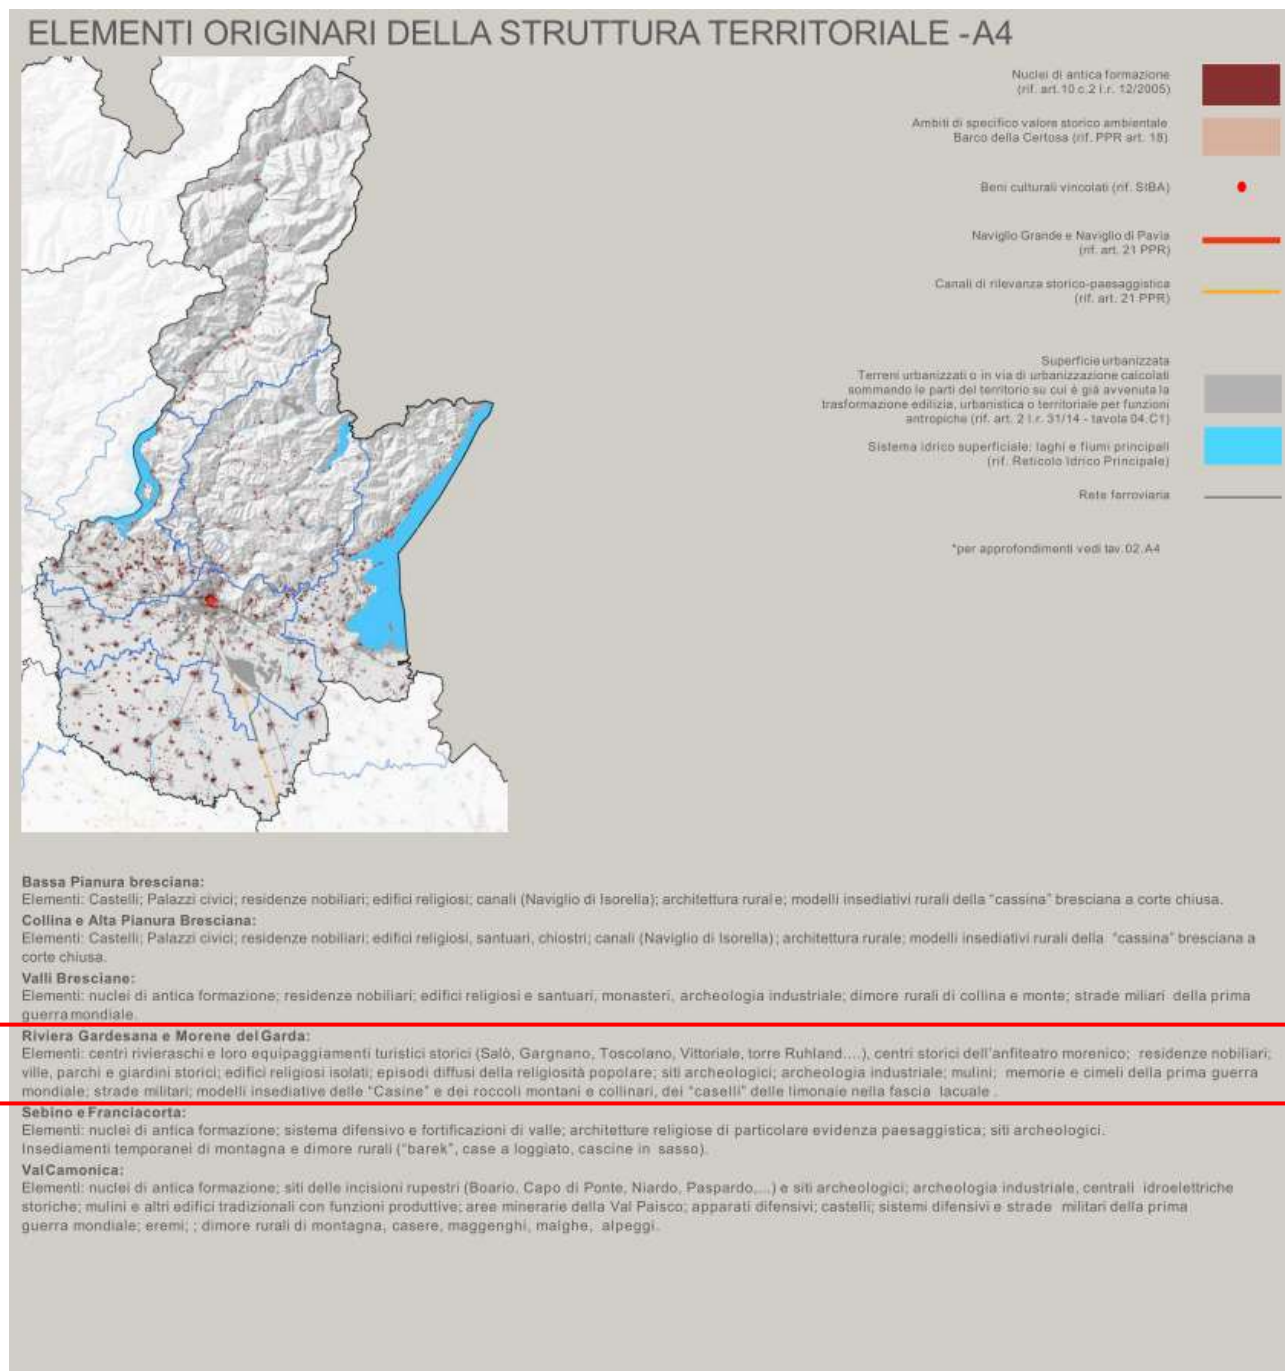 ELEMENTI ORIGINARI DELLA STRUTTURA TERRITORIALE -A4
Nuclei di antica formazione
(rif. art.10 c.2 l.r. 12/2005)
Ambiti di specifico valore storico ambientale
Barco della Certosa (rif. PPR art. 18)
Beni culturali vincolati (rif. SIBA)
Naviglio Grande e Naviglio di Pavia
(rif. art. 21 PPR)
Canali di rilevanza storico-paesaggistica
(rif. art. 21 PPR)
Superficie urbanizzata
Terreni urbanizzati o in via di urbanizzazione calcolati
sommando le parti del territorio su cui è già avvenuta la
trasformazione edilizia, urbanistica o territoriale per funzioni
antropiche (rif. art. 2 l.r. 31/14 - tavola 04.C1)
Sistema idrico superficiale: laghi e fiumi principali
(rif. Reticolo Idrico Principale)
Rete ferroviaria
*per approfondimenti vedi tav.02.A4
Bassa Pianura bresciana:
Elementi: Castelli; Palazzi civici; residenze nobiliari; edifici religiosi; canali (Naviglio di Isorella); architettura rurale; modelli insediativi rurali della "cassina" bresciana a corte chiusa.
Collina e Alta Pianura Bresciana:
Elementi: Castelli; Palazzi civici; residenze nobiliari; edifici religiosi, santuari, chiostri; canali (Naviglio di Isorella); architettura rurale; modelli insediativi rurali della "cassina" bresciana a
corte chiusa.
Valli Bresciane:
Elementi: nuclei di antica formazione; residenze nobiliari; edifici religiosi e santuari, monasteri, archeologia industriale; dimore rurali di collina e monte; strade miliari della prima
guerra mondiale.
Riviera Gardesana e Morene del Garda:
Elementi: centri rivieraschi e loro equipaggiamenti turistici storici (Salò, Gargnano, Toscolano, Vittoriale, torre Ruhland....), centri storici dell'anfiteatro morenico; residenze nobiliari;
ville, parchi e giardini storici; edifici religiosi isolati; episodi diffusi della religiosità popolare; siti archeologici; archeologia industriale; mulini; memorie e cimeli della prima guerra
mondiale; strade militari; modelli insediative delle "Casine" e dei roccoli montani e collinari, dei "caselli" delle limonaie nella fascia lacuale .
Sebino e Franciacorta:
Elementi: nuclei di antica formazione; sistema difensivo e fortificazioni di valle; architetture religiose di particolare evidenza paesaggistica; siti archeologici.
Insediamenti temporanei di montagna e dimore rurali ("barek", case a loggiato, cascine in sasso).
ValCamonica:
Elementi: nuclei di antica formazione; siti delle incisioni rupestri (Boario, Capo di Ponte, Niardo, Paspardo,...) e siti archeologici; archeologia industriale, centrali idroelettriche
storiche; mulini e altri edifici tradizionali con funzioni produttive; aree minerarie della Val Paisco; apparati difensivi; castelli; sistemi difensivi e strade militari della prima
guerra mondiale; eremi; ; dimore rurali di montagna, casere, maggenghi, malghe, alpeggi.